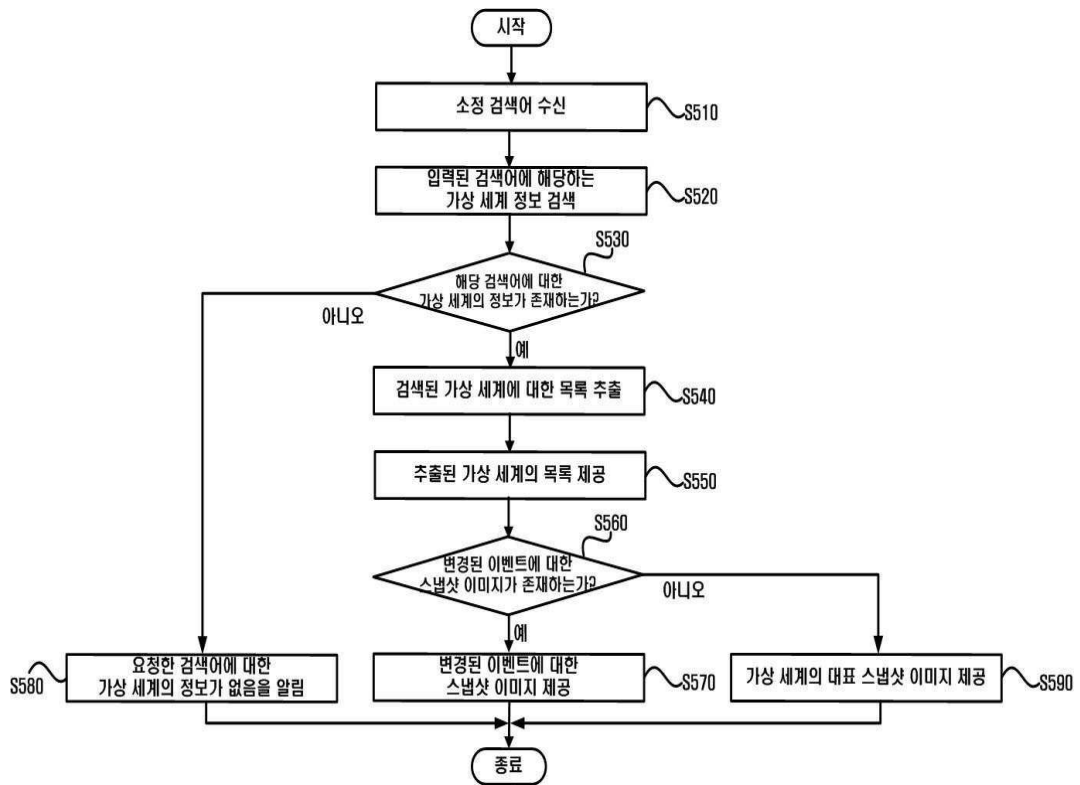 시작
소정 검색어 수신
S510
입력된 검색어에 해당하는
가상 세계 정보 검색
S520
S530
해당 검색어에 대한
가상 세계의 정보가 존재하는가?
아니오
예
검색된 가상 세계에 대한 목록 추출
S540
추출된 가상 세계의 목록 제공
S550
S560
변경된 이벤트에 대한
스냅샷 이미지가 존재하는가?
아니오
예
S580
요청한 검색어에 대한
가상 세계의 정보가 없음을 알림
변경된 이벤트에 대한
스냅샷 이미지 제공
S570
가상 세계의 대표 스냅샷 이미지 제공
S590
종료